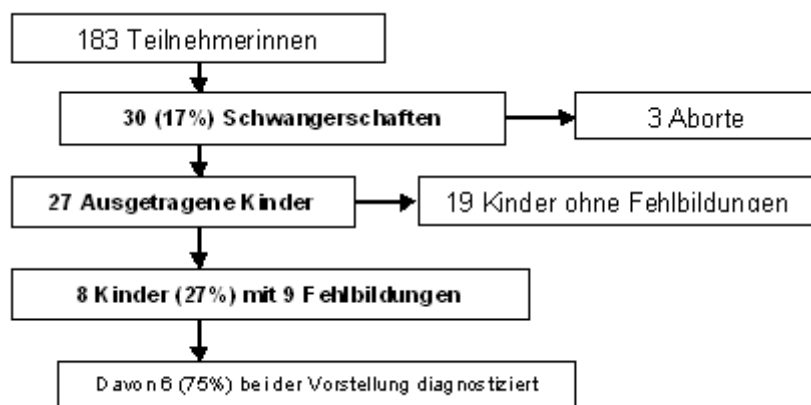 183 Teilnehmerinnen
30 (17%) Schwangerschaften
3 Aborte
27 Ausgetragene Kinder
19 Kinder ohne Fehlbildungen
8 Kinder (27%) mit 9 Fehlbildungen
Davon 6 (75%) bei der Vorstellung diagnostiziert